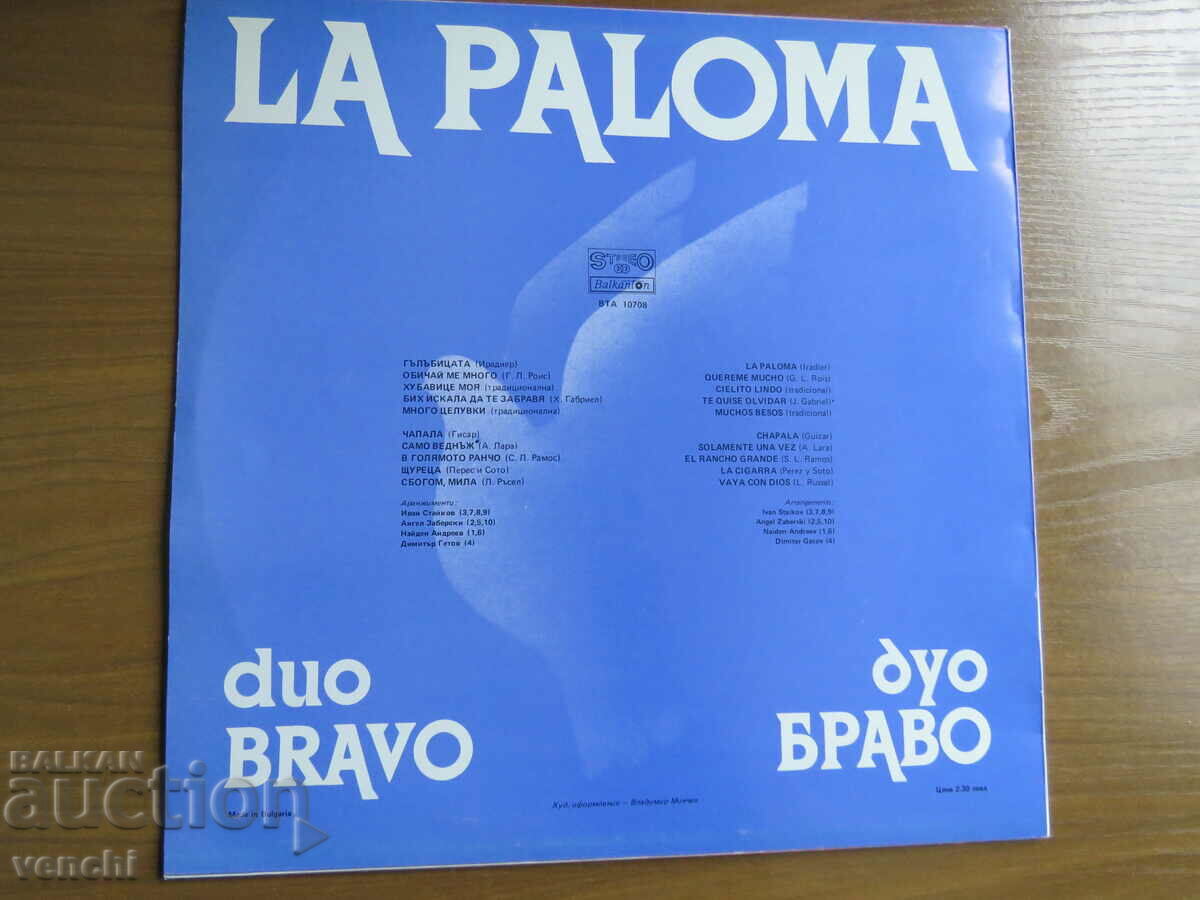 LA PALOMA
STEREO
33
Balkanton
BTA 10708
ГЪЛЪБИЦАТА (Ирадиер)
ОБИЧАЙ МЕ МНОГО (Г. Л. Роис)
ХУБАВИЦЕ МОЯ (традиционална)
БИХ ИСКАЛА ДА ТЕ ЗАБРАВЯ (Х. Габриел)
МНОГО ЦЕЛУВКИ (традиционална)
ЧАПАЛА (Гисар)
САМО ВЕДНЪЖ (А. Лара)
В ГОЛЯМОТО РАНЧО (С. Л. Рамос)
ЩУРЕЦА (Перес и Сото)
СБОГОМ, МИЛА (Л. Ръсел)
Аранжименти:
Иван Стайков (3,7,8,9)
Ангел Заберски (2,5,10)
Найден Андреев (1,6)
Димитър Гетов (4)
LA PALOMA (Iradier)
QUEREME MUCHO (G. L. Rois)
CIELITO LINDO (tradicional)
TE QUISE OLVIDAR (J. Gabriel)
MUCHOS BESOS (tradicional)
CHAPALA (Guizar)
SOLAMENTE UNA VEZ (A. Lara)
EL RANCHO GRANDE (S. L. Ramos)
LA CIGARRA (Perez y Soto)
VAYA CON DIOS (L. Russel)
Arrangements:
Ivan Staikov (3,7,8,9)
Angel Zaberski (2,5,10)
Naiden Andreev (1,6)
Dimiter (4)
duo
BRAVO
дуо
БРАВО
Цена 2.30 лева
Худ. оформление – Владимир Минчев
Made in Bulgaria
BALKAN
auction
venchi